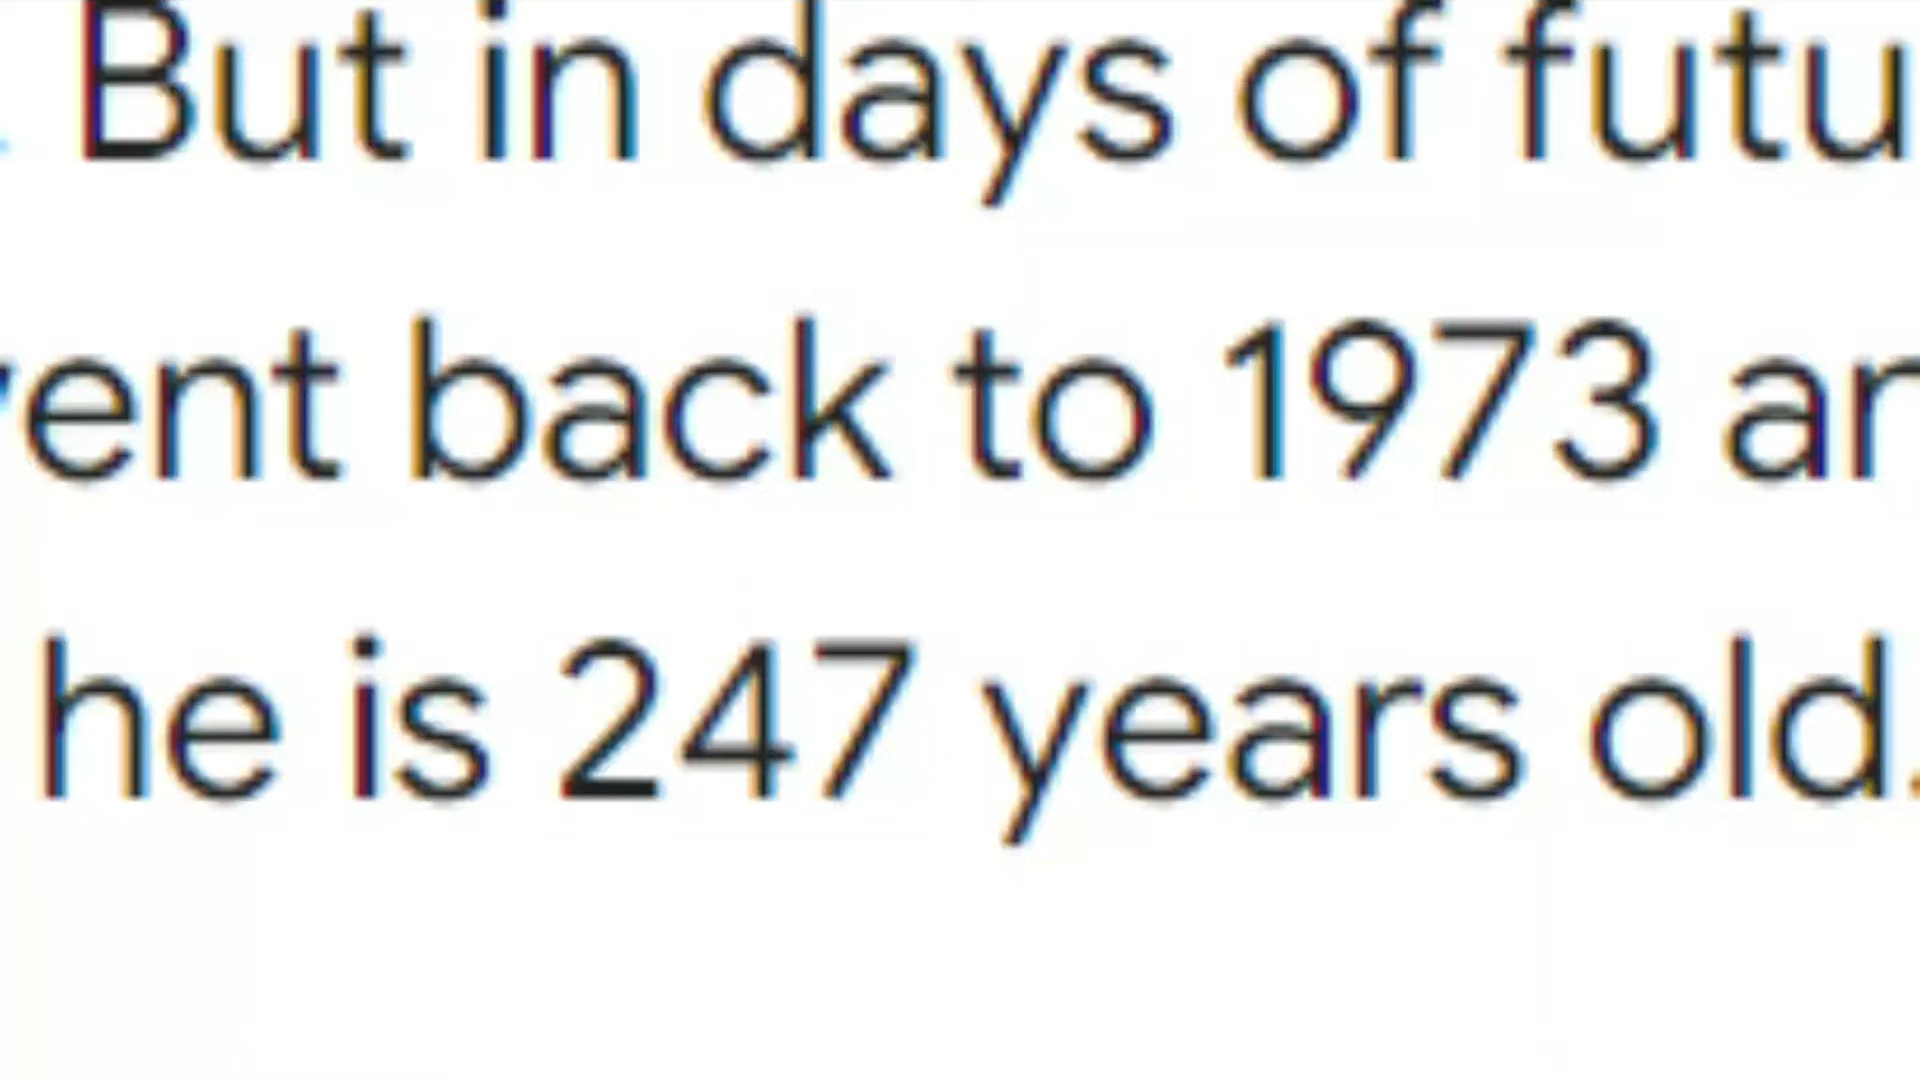 But in days of futu
ent back to 1973 ar
he is 247 years old.